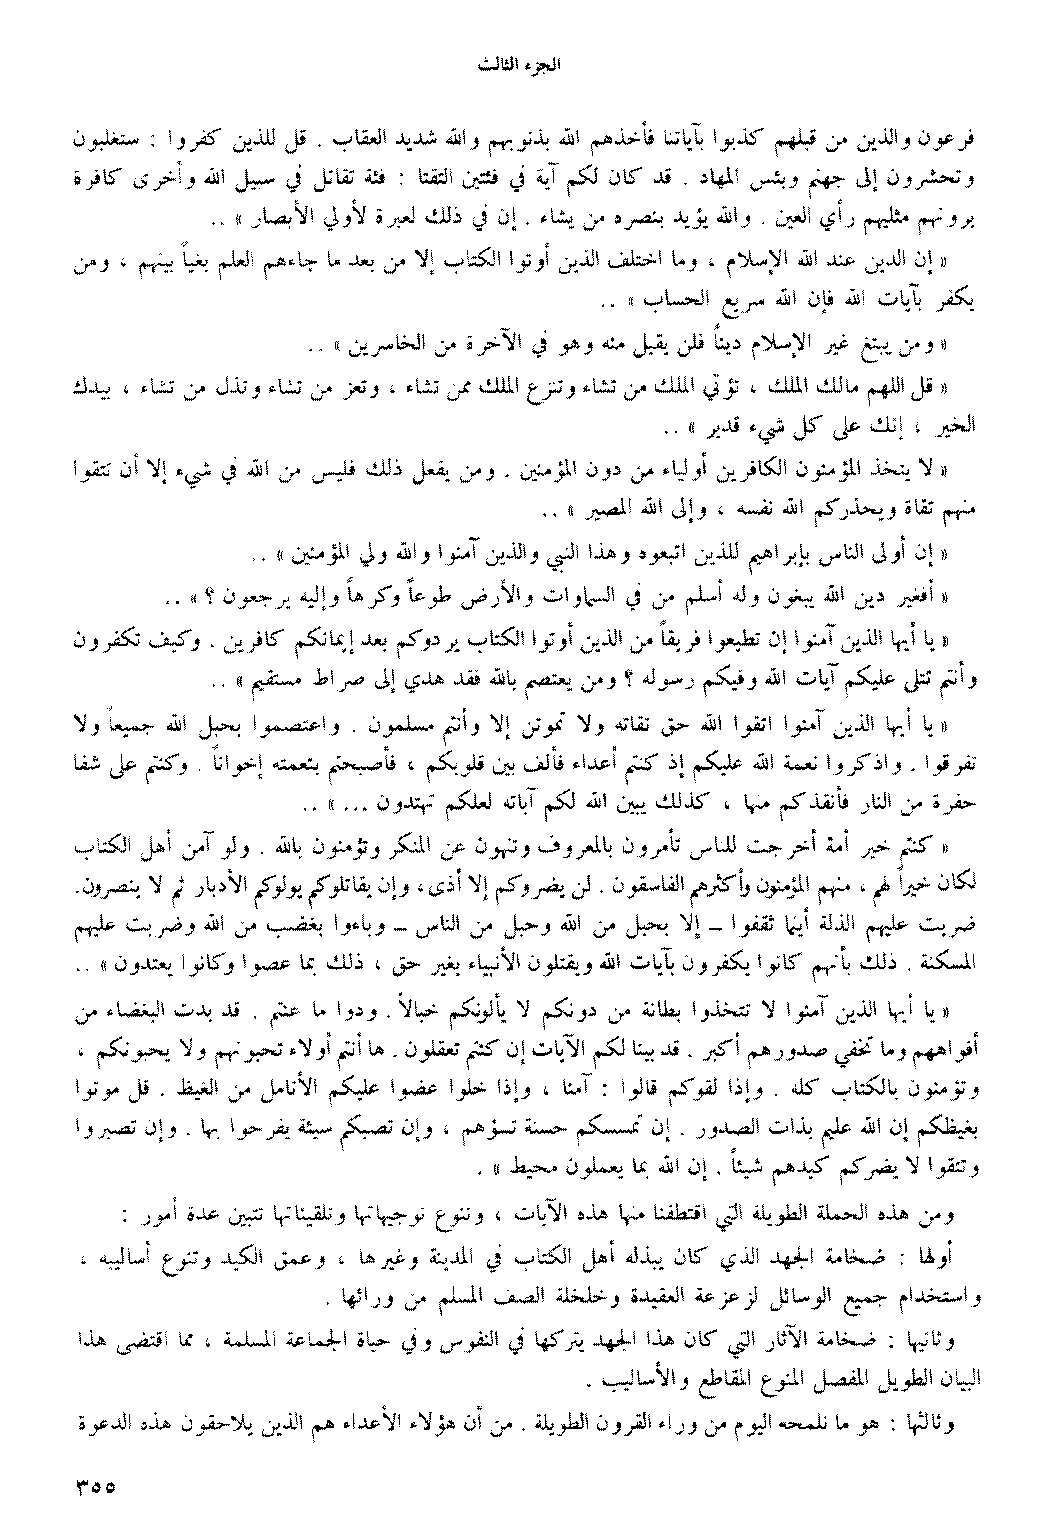 الجزء الثالث
فرعون والذين من قبلهم كذبوا بآياتنا فأخذهم الله بذنوبهم والله شديد العقاب . قل للذين كفروا : ستغلبون
وتحشرون إلى جهنم وبئس المهاد . قد كان لكم آية في فئتين التقتا : فئة تقاتل في سبيل الله وأخرى كافرة
يرونهم مثليهم رأي العين . والله يؤيد بنصره من يشاء . إن في ذلك لعبرة لأولي الأبصار » ..
« إن الدين عند الله الإسلام ، وما اختلف الذين أوتوا الكتاب إلا من بعد ما جاءهم العلم بغياً بينهم ، ومن
يكفر بآيات الله فإن الله سريع الحساب » ..
« ومن يبتغ غير الإسلام ديناً فلن يقبل منه وهو في الآخرة من الخاسرين » ..
« قل اللهم مالك الملك ، تؤتي الملك من تشاء وتنزع الملك ممن تشاء ، وتعز من تشاء وتذل من تشاء ، بيدك
الخير ، إنك على كل شيء قدير » ..
« لا يتخذ المؤمنون الكافرين أولياء من دون المؤمنين . ومن يفعل ذلك فليس من الله في شيء إلا أن تتقوا
منهم تقاة ويحذركم الله نفسه ، وإلى الله المصير » ..
« إن أولى الناس بإبراهيم للذين اتبعوه وهذا النبي والذين آمنوا والله ولي المؤمنين » ..
« أفغير دين الله يبغون وله أسلم من في السماوات والأرض طوعاً وكرهاً وإليه يرجعون ؟ » ..
« يا أيها الذين آمنوا إن تطيعوا فريقاً من الذين أوتوا الكتاب يردوكم بعد إيمانكم كافرين . وكيف تكفرون
وأنتم تتلى عليكم آيات الله وفيكم رسوله ؟ ومن يعتصم بالله فقد هدي إلى صراط مستقيم » ..
« يا أيها الذين آمنوا اتقوا الله حق تقاته ولا تموتن إلا وأنتم مسلمون . واعتصموا بحبل الله جميعاً ولا
تفرقوا . واذكروا نعمة الله عليكم إذ كنتم أعداء فألف بين قلوبكم ، فأصبحتم بنعمته إخواناً . وكنتم على شفا
حفرة من النار فأنقذكم منها ، كذلك يبين الله لكم آياته لعلكم تهتدون ... » ..
« كنتم خير أمة أخرجت للناس تأمرون بالمعروف وتنهون عن المنكر وتؤمنون بالله . ولو آمن أهل الكتاب
لكان خيراً لهم ، منهم المؤمنون وأكثرهم الفاسقون . لن يضروكم إلا أذى ، وإن يقاتلوكم يولوكم الأدبار ثم لا ينصرون.
ضربت عليهم الذلة أينما ثقفوا – إلا بحبل من الله وحبل من الناس – وباءوا بغضب من الله وضربت عليهم
المسكنة . ذلك بأنهم كانوا يكفرون بآيات الله ويقتلون الأنبياء بغير حق ، ذلك بما عصوا وكانوا يعتدون » ..
« يا أيها الذين آمنوا لا تتخذوا بطانة من دونكم لا يألونكم خبالاً . ودوا ما عنتم . قد بدت البغضاء من
أفواههم وما تخفي صدورهم أكبر . قد بينا لكم الآيات إن كنتم تعقلون . ها أنتم أولاء تحبونهم ولا يحبونكم ،
وتؤمنون بالكتاب كله . وإذا لقوكم قالوا : آمنا ، وإذا خلوا عضوا عليكم الأنامل من الغيظ . قل موتوا
بغيظكم إن الله عليم بذات الصدور . إن تمسسكم حسنة تسؤهم ، وإن تصبكم سيئة يفرحوا بها . وإن تصبروا
وتتقوا لا يضركم كيدهم شيئاً . إن الله بما يعملون محيط » .
ومن هذه الحملة الطويلة التي اقتطفنا منها هذه الآيات ، وتنوع توجيهاتها وتلقيناتها تتبين عدة أمور :
أولها : ضخامة الجهد الذي كان يبذله أهل الكتاب في المدينة وغيرها ، وعمق الكيد وتنوع أساليبه ،
واستخدام جميع الوسائل لزعزعة العقيدة وخلخلة الصف المسلم من ورائها .
وثانيها : ضخامة الآثار التي كان هذا الجهد يتركها في النفوس وفي حياة الجماعة المسلمة ، مما اقتضى هذا
البيان الطويل المفصل المنوع المقاطع والأساليب .
وثالثها : هو ما نلمحه اليوم من وراء القرون الطويلة . من أن هؤلاء الأعداء هم الذين يلاحقون هذه الدعوة
٣٥٥